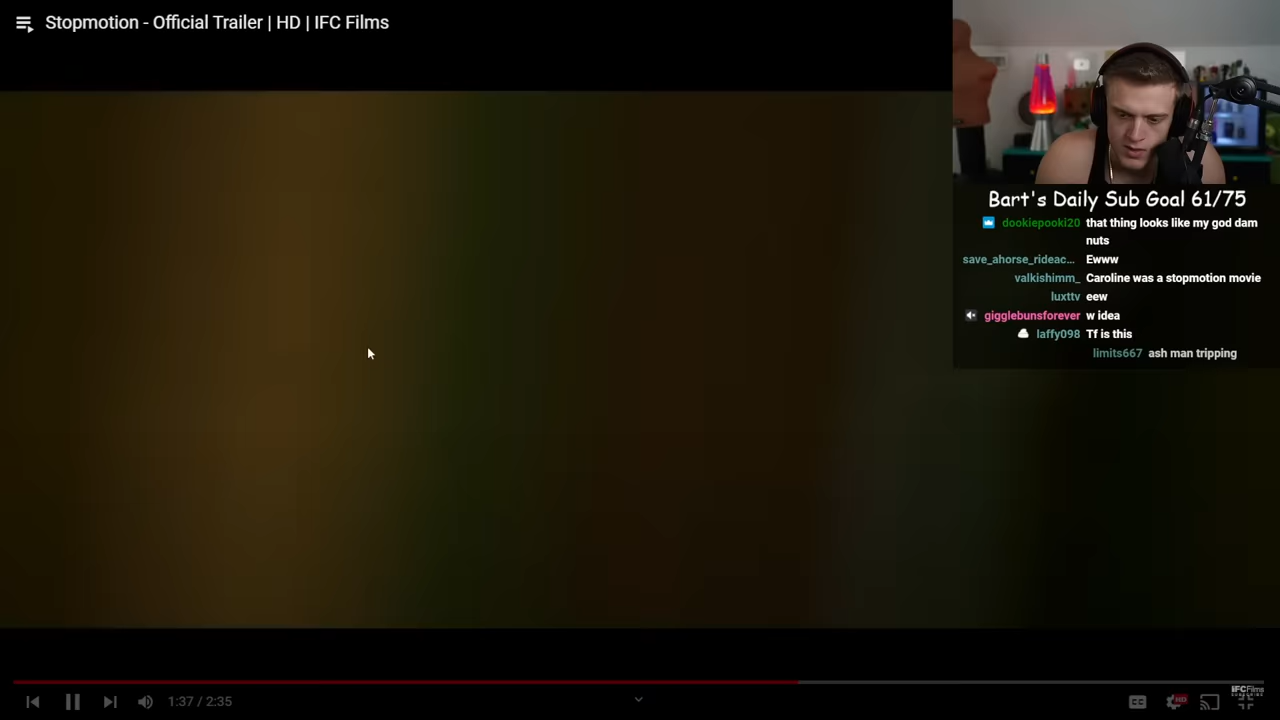 Stopmotion - Official Trailer | HD | IFC Films
Bart's Daily Sub Goal 61/75
dookiepooki20 that thing looks like my god dam
nuts
save_ahorse_rideac... Ewww
valkishimm_ Caroline was a stopmotion movie
luxttv eew
gigglebunsforever w idea
laffy098 Tf is this
limits667 ash man tripping
1:37 / 2:35
CC
HD
IFC Films